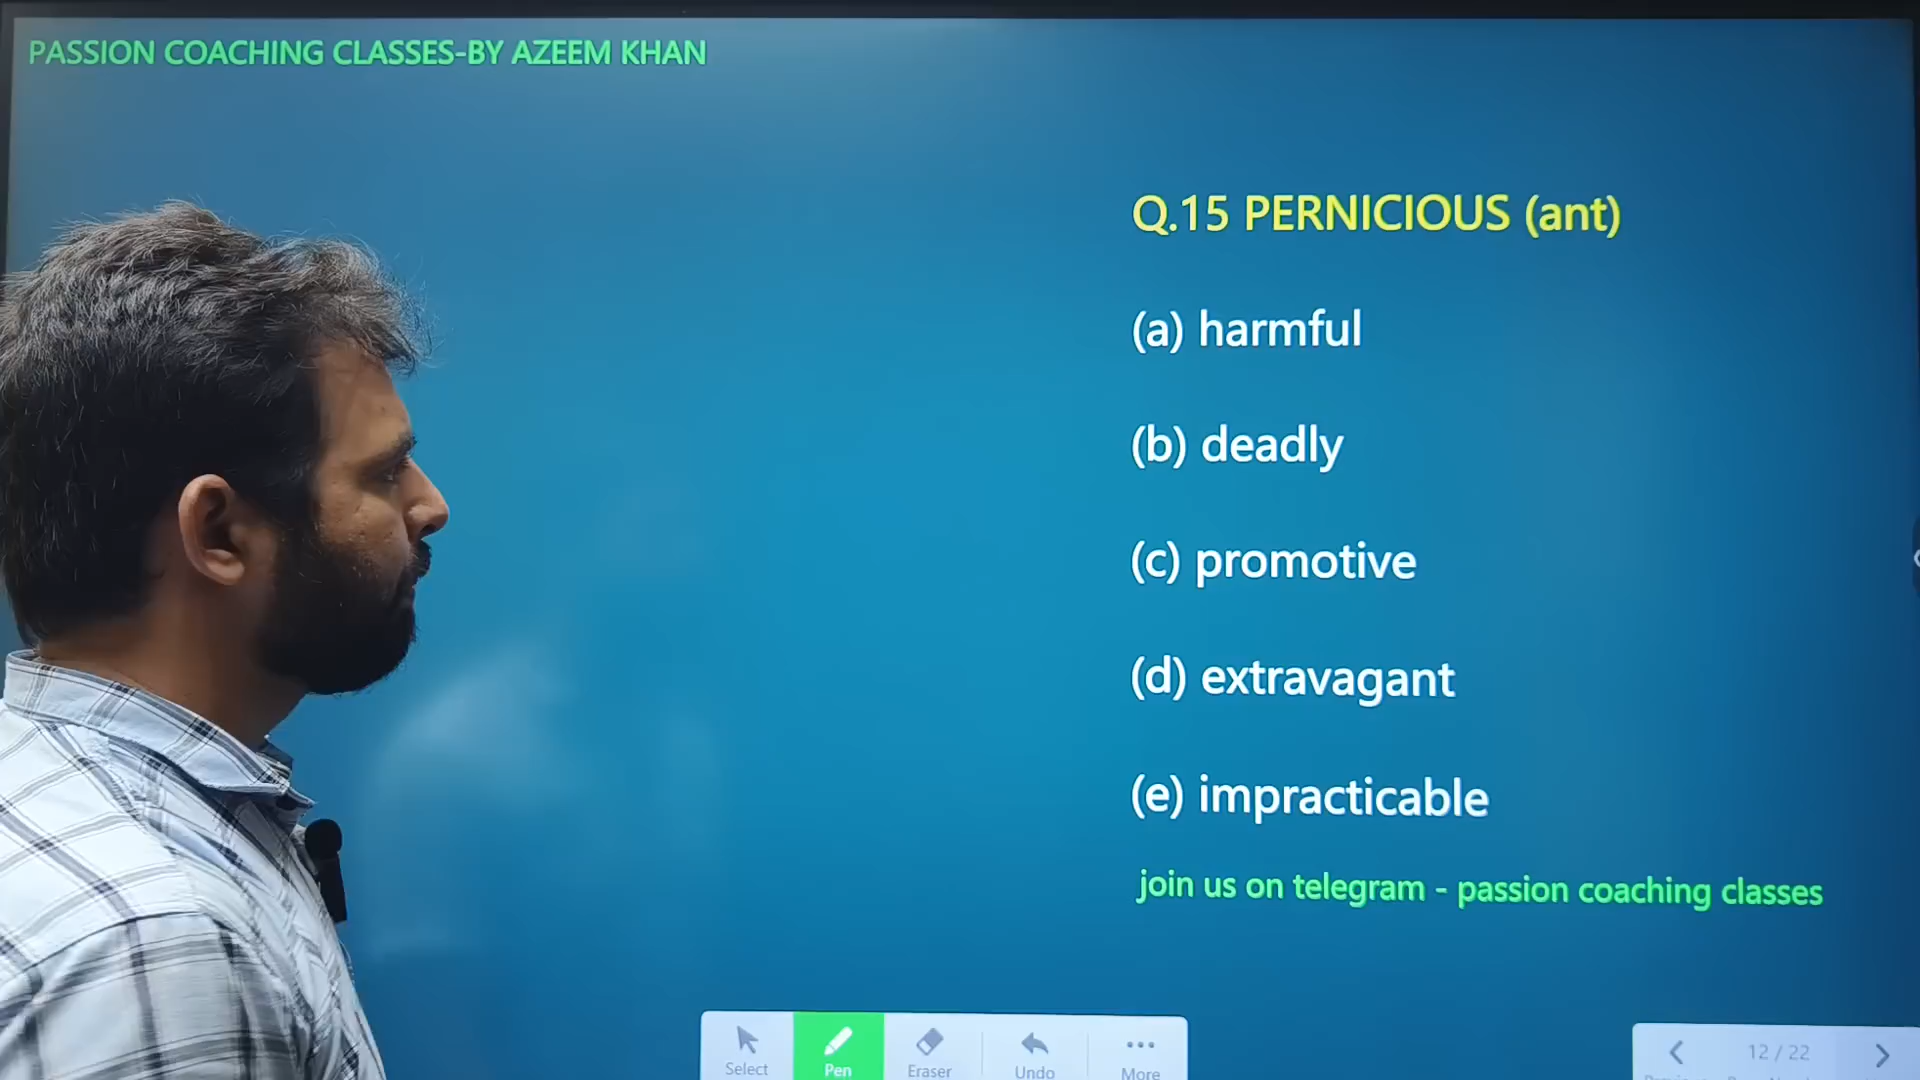 PASSION COACHING CLASSES-BY AZEEM KHAN
Q.15 PERNICIOUS (ant)
(a) harmful
(b) deadly
(c) promotive
(d) extravagant
(e) impracticable
join us on telegram - passion coaching classes
Select Pen Eraser Undo More
12 / 22